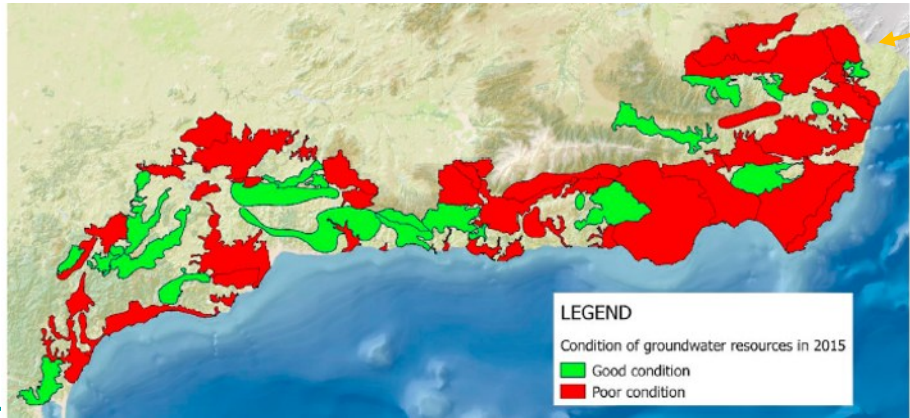 LEGEND
Condition of groundwater resources in 2015
Good condition
Poor condition